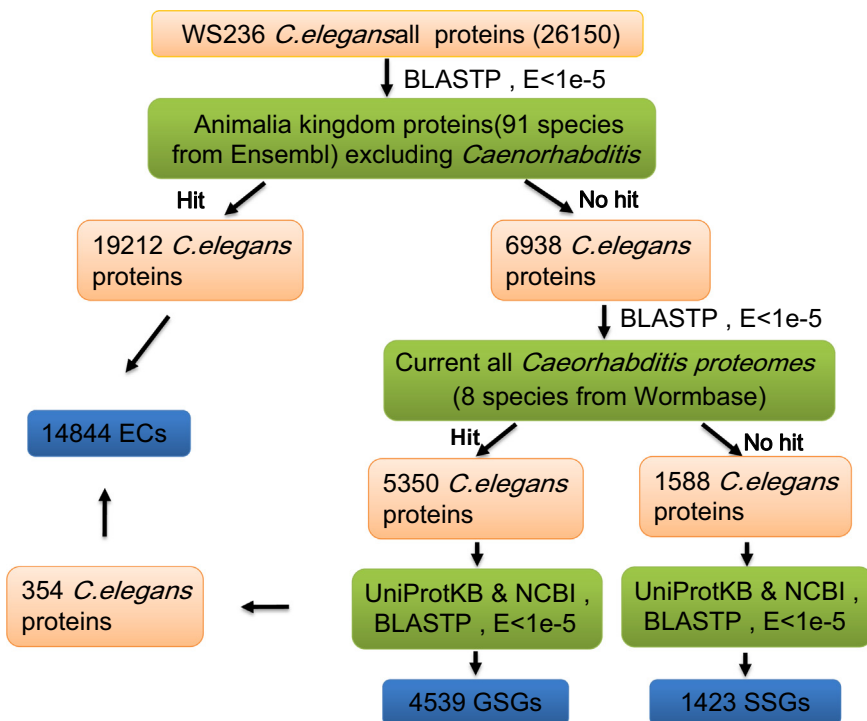 WS236 C.elegansall proteins (26150)
BLASTP , E<1e-5
Animalia kingdom proteins(91 species
from Ensembl) excluding Caenorhabditis
Hit
No hit
19212 C.elegans
proteins
6938 C.elegans
proteins
BLASTP , E<1e-5
Current all Caeorhabditis proteomes
(8 species from Wormbase)
14844 ECs
Hit
No hit
5350 C.elegans
proteins
1588 C.elegans
proteins
354 C.elegans
proteins
UniProtKB & NCBI ,
BLASTP , E<1e-5
UniProtKB & NCBI ,
BLASTP , E<1e-5
4539 GSGs
1423 SSGs